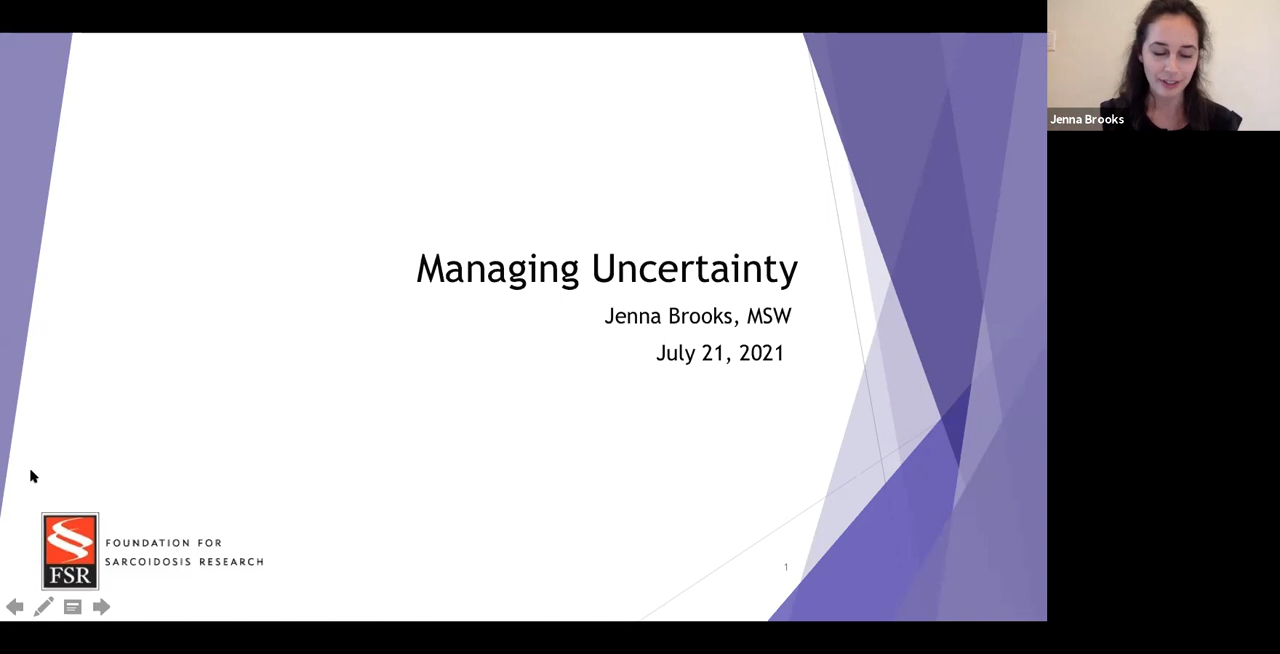 Jenna Brooks
Managing Uncertainty
Jenna Brooks, MSW
July 21, 2021
FOUNDATION FOR
SARCOIDOSIS RESEARCH
FSR
1